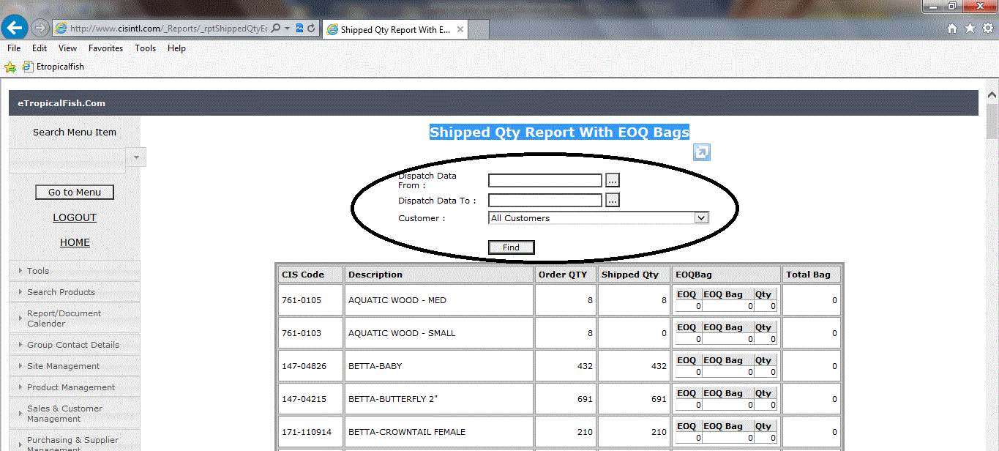 http://www.cisintl.com/_Reports/_rptShippedQtyEc
Shipped Qty Report With E...
File Edit View Favorites Tools Help
Etropicalfish
eTropicalFish.Com
Search Menu Item
Go to Menu
LOGOUT
HOME
Tools
Search Products
Report/Document
Calender
Group Contact Details
Site Management
Product Management
Sales & Customer
Management
Purchasing & Supplier
Management
Shipped Qty Report With EOQ Bags
Dispatch Data
From :
...
Dispatch Data To :
...
Customer : All Customers
Find
CIS Code Description Order QTY Shipped Qty EOQBag Total Bag
761-0105 AQUATIC WOOD - MED 8 8 0
EOQ EOQ Bag Qty
0 0 0
761-0103 AQUATIC WOOD - SMALL 8 0 0
EOQ EOQ Bag Qty
0 0 0
147-04826 BETTA-BABY 432 432 0
EOQ EOQ Bag Qty
0 0 0
147-04215 BETTA-BUTTERFLY 2" 691 691 0
EOQ EOQ Bag Qty
0 0 0
171-110914 BETTA-CROWNTAIL FEMALE 210 210 0
EOQ EOQ Bag Qty
0 0 0